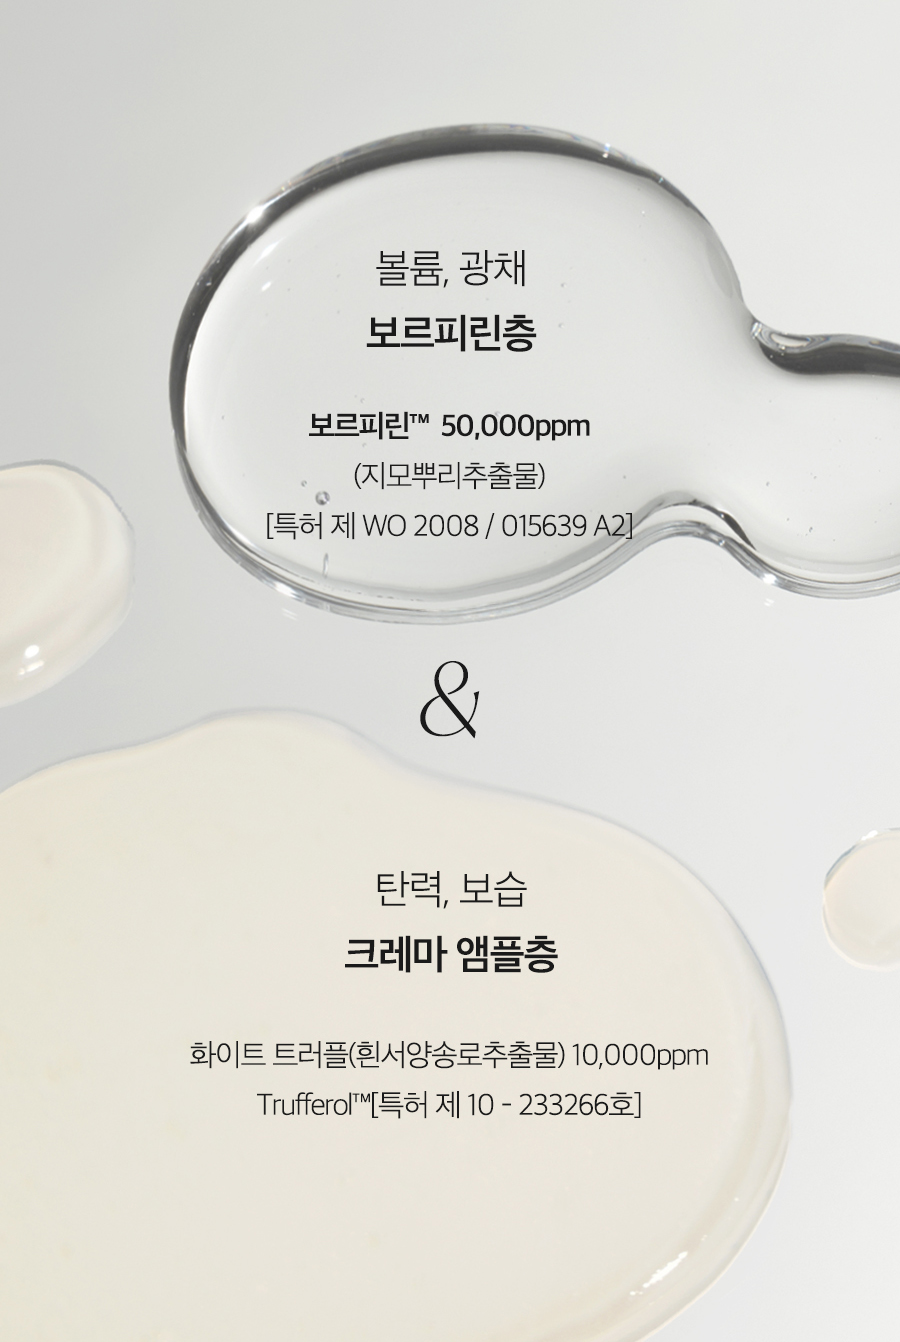 볼륨, 광채
보르피린층
보르피린™ 50,000ppm
(지모뿌리추출물)
[특허 제 WO 2008 / 015639 A2]
&
탄력, 보습
크레마 앰플층
화이트 트러플(흰서양송로추출물) 10,000ppm
Trufferol™[특허 제 10 - 233266호]